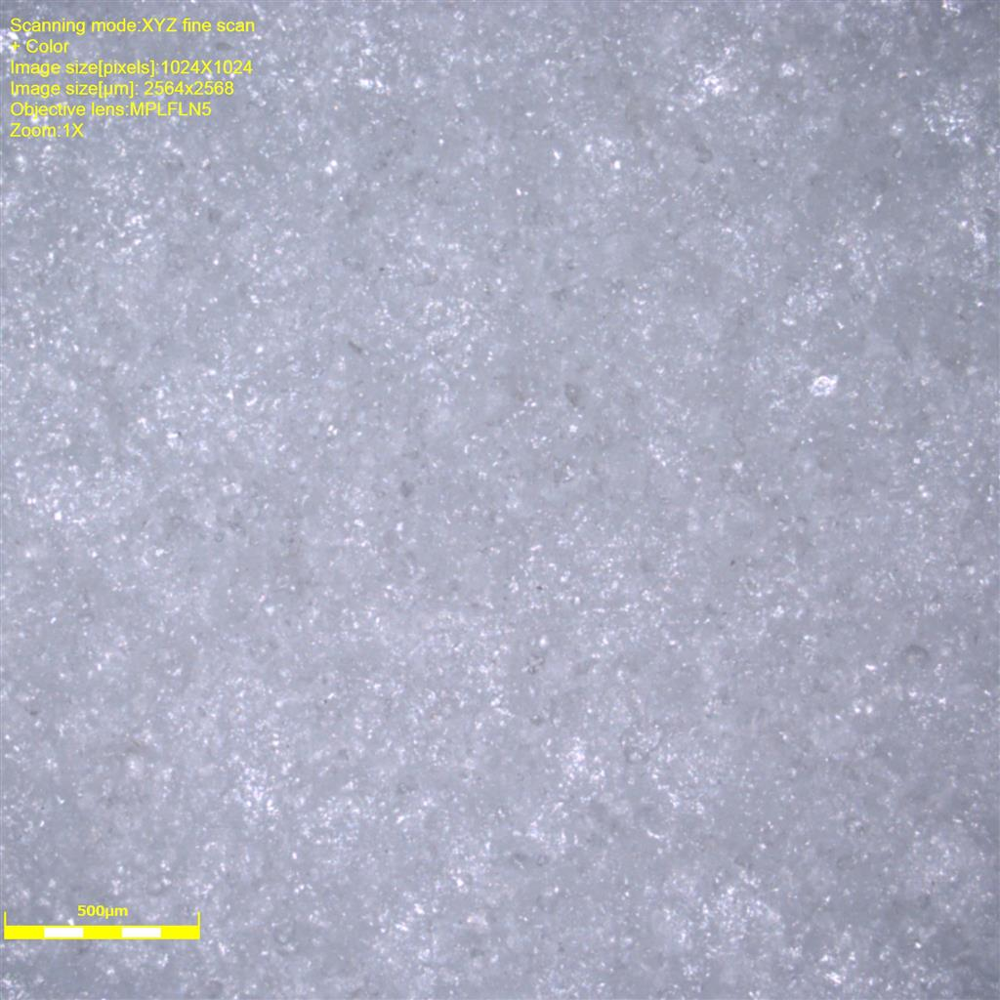 Scanning mode:XYZ fine scan
+ Color
Image size[pixels]:1024X1024
Image size[µm]: 2564x2568
Objective lens:MPLFLN5
Zoom:1X
500µm